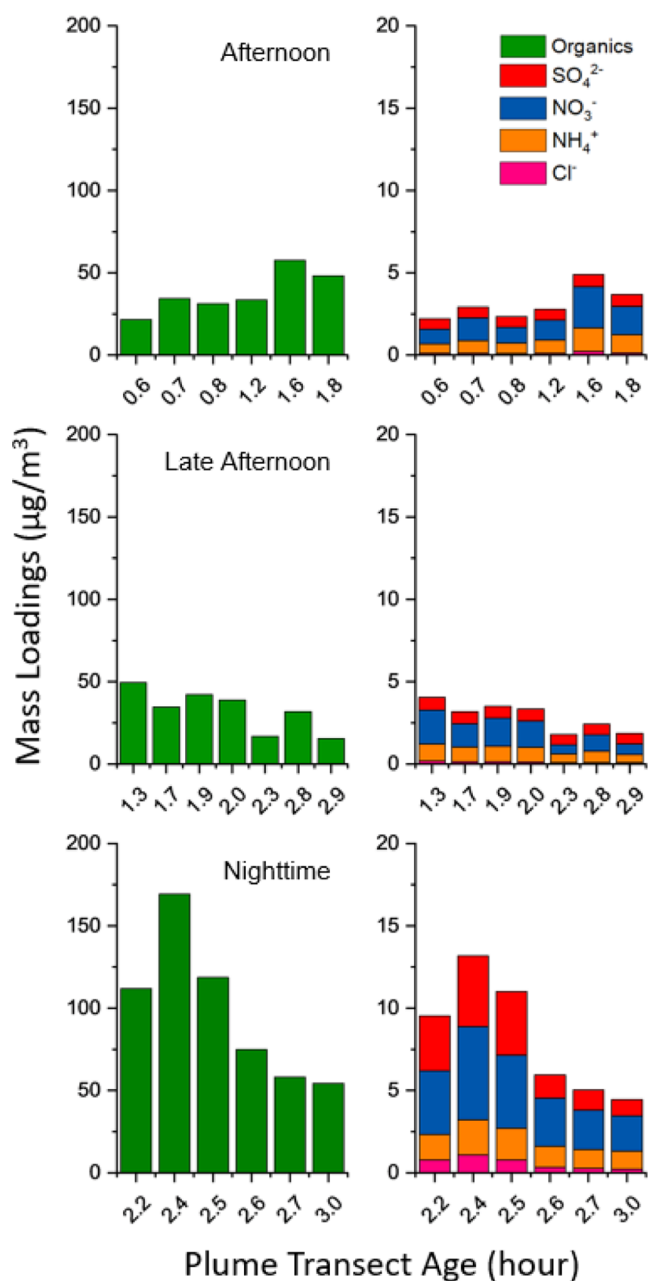 Afternoon
200
150
100
50
0
0.6 0.7 0.8 1.2 1.6 1.8
Organics
SO₄²⁻
NO₃⁻
NH₄⁺
Cl⁻
20
15
10
5
0
0.6 0.7 0.8 1.2 1.6 1.8
Mass Loadings (µg/m³)
Late Afternoon
200
150
100
50
0
1.3 1.7 1.9 2.0 2.3 2.8 2.9
20
15
10
5
0
1.3 1.7 1.9 2.0 2.3 2.8 2.9
Nighttime
200
150
100
50
0
2.2 2.4 2.5 2.6 2.7 3.0
20
15
10
5
0
2.2 2.4 2.5 2.6 2.7 3.0
Plume Transect Age (hour)